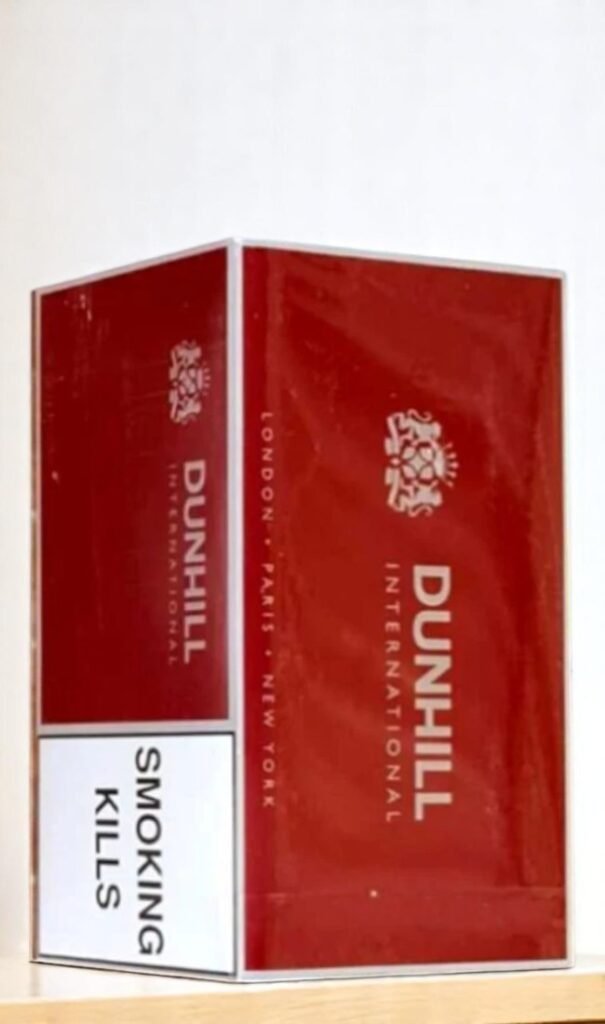 DUNHILL
INTERNATIONAL
SMOKING
KILLS
DUNHILL
INTERNATIONAL
LONDON • PARIS • NEW YORK